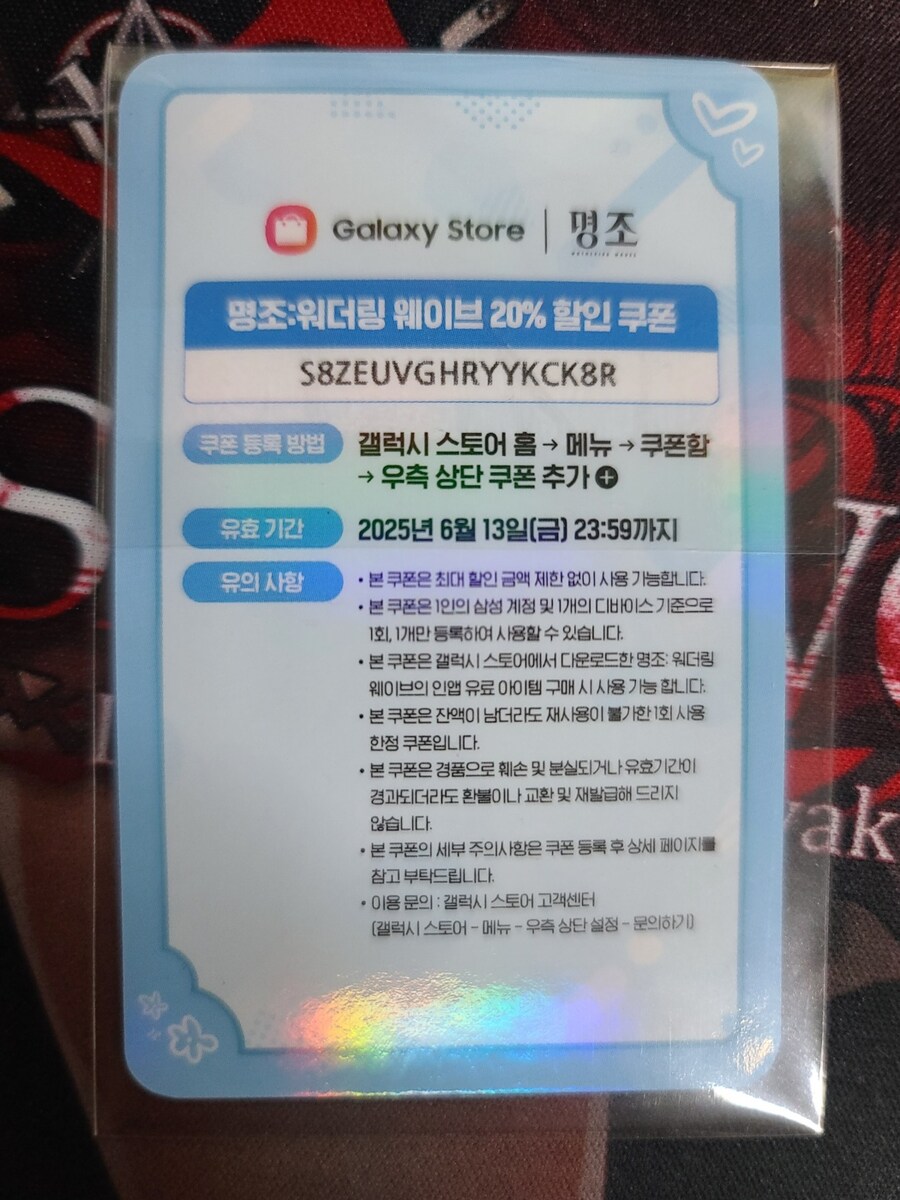 Galaxy Store | 명조
WUTHERING WAVES
명조:워더링 웨이브 20% 할인 쿠폰
S8ZEUVGHRYYKCK8R
쿠폰 등록 방법
갤럭시 스토어 홈 → 메뉴 → 쿠폰함
→ 우측 상단 쿠폰 추가 +
유효 기간
2025년 6월 13일(금) 23:59까지
유의 사항
• 본 쿠폰은 최대 할인 금액 제한 없이 사용 가능합니다.
• 본 쿠폰은 1인의 삼성 계정 및 1개의 디바이스 기준으로
1회, 1개만 등록하여 사용할 수 있습니다.
• 본 쿠폰은 갤럭시 스토어에서 다운로드한 명조: 워더링
웨이브의 인앱 유료 아이템 구매 시 사용 가능 합니다.
• 본 쿠폰은 잔액이 남더라도 재사용이 불가한 1회 사용
한정 쿠폰입니다.
• 본 쿠폰은 경품으로 훼손 및 분실되거나 유효기간이
경과되더라도 환불이나 교환 및 재발급해 드리지
않습니다.
• 본 쿠폰의 세부 주의사항은 쿠폰 등록 후 상세 페이지를
참고 부탁드립니다.
• 이용 문의 : 갤럭시 스토어 고객센터
(갤럭시 스토어 - 메뉴 - 우측 상단 설정 - 문의하기)